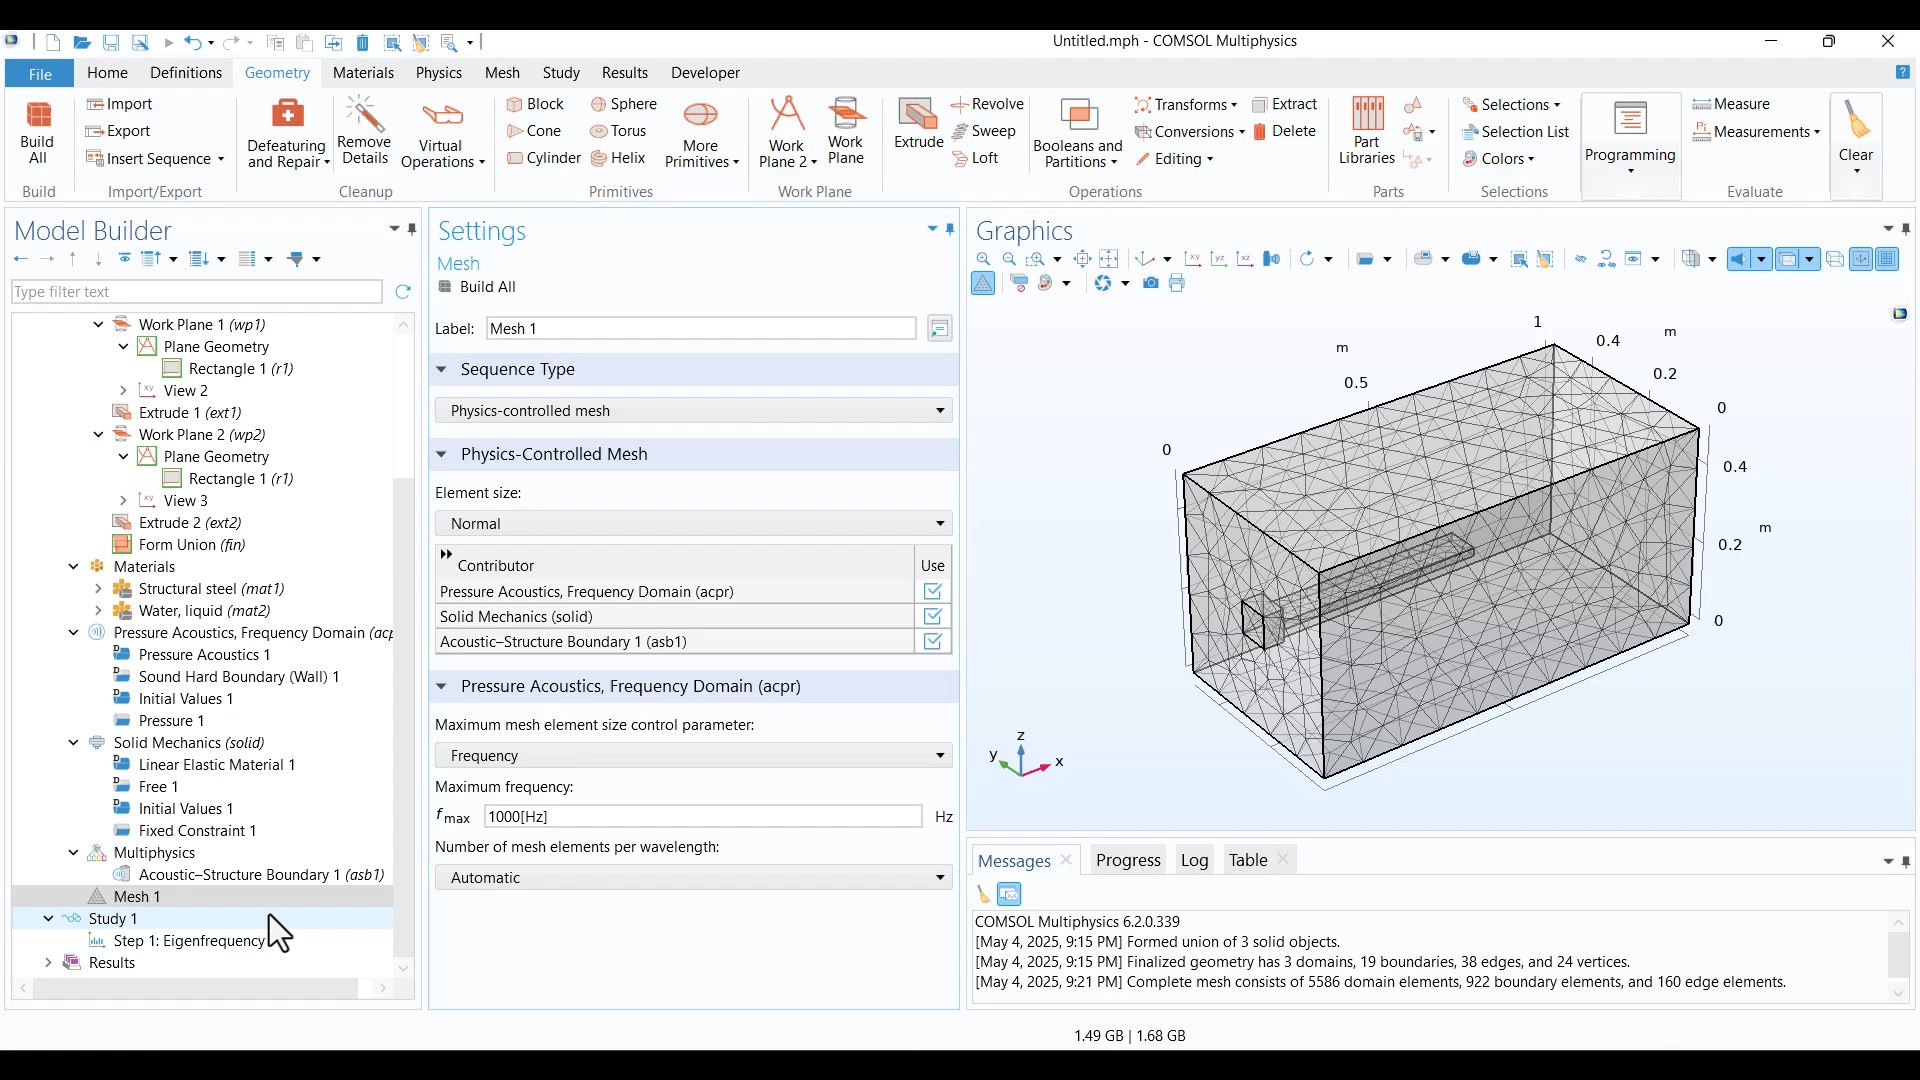 Untitled.mph - COMSOL Multiphysics
File Home Definitions Geometry Materials Physics Mesh Study Results Developer
Build All
Build
Import
Export
Insert Sequence
Import/Export
Defeaturing and Repair
Remove Details
Virtual Operations
Cleanup
Block Sphere
Cone Torus
Cylinder Helix
More Primitives
Primitives
Work Plane 2
Work Plane
Work Plane
Extrude
Revolve
Sweep
Loft
Booleans and Partitions
Transforms Extract
Conversions Delete
Editing
Operations
Part Libraries
Parts
Selections
Selection List
Colors
Selections
Programming
Measure
Measurements
Evaluate
Clear
Model Builder
Type filter text
Work Plane 1 (wp1)
Plane Geometry
Rectangle 1 (r1)
View 2
Extrude 1 (ext1)
Work Plane 2 (wp2)
Plane Geometry
Rectangle 1 (r1)
View 3
Extrude 2 (ext2)
Form Union (fin)
Materials
Structural steel (mat1)
Water, liquid (mat2)
Pressure Acoustics, Frequency Domain (acp
Pressure Acoustics 1
Sound Hard Boundary (Wall) 1
Initial Values 1
Pressure 1
Solid Mechanics (solid)
Linear Elastic Material 1
Free 1
Initial Values 1
Fixed Constraint 1
Multiphysics
Acoustic–Structure Boundary 1 (asb1)
Mesh 1
Study 1
Step 1: Eigenfrequency
Results
Settings
Mesh
Build All
Label: Mesh 1
Sequence Type
Physics-controlled mesh
Physics-Controlled Mesh
Element size:
Normal
Contributor Use
Pressure Acoustics, Frequency Domain (acpr)
Solid Mechanics (solid)
Acoustic–Structure Boundary 1 (asb1)
Pressure Acoustics, Frequency Domain (acpr)
Maximum mesh element size control parameter:
Frequency
Maximum frequency:
fmax 1000[Hz] Hz
Number of mesh elements per wavelength:
Automatic
Graphics
xy yz xz
1
m
0.4
m
0.5
0.2
0
0
0.4
m
0.2
0
z
y
x
Messages Progress Log Table
COMSOL Multiphysics 6.2.0.339
[May 4, 2025, 9:15 PM] Formed union of 3 solid objects.
[May 4, 2025, 9:15 PM] Finalized geometry has 3 domains, 19 boundaries, 38 edges, and 24 vertices.
[May 4, 2025, 9:21 PM] Complete mesh consists of 5586 domain elements, 922 boundary elements, and 160 edge elements.
1.49 GB | 1.68 GB